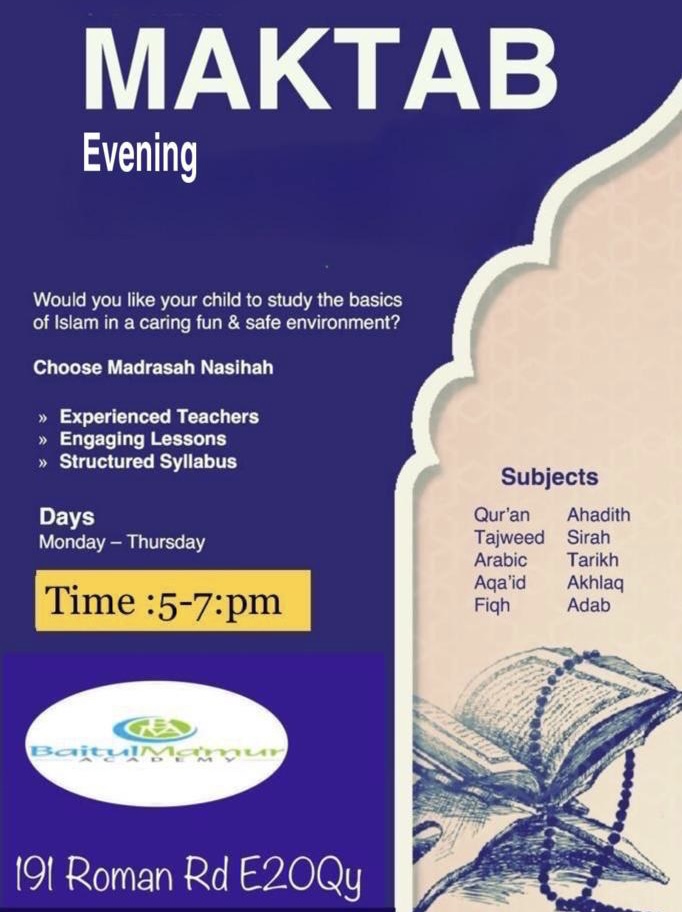 MAKTAB
Evening
Would you like your child to study the basics
of Islam in a caring fun & safe environment?
Choose Madrasah Nasihah
» Experienced Teachers
» Engaging Lessons
» Structured Syllabus
Days
Monday – Thursday
Time :5-7:pm
Subjects
Qur'an Ahadith
Tajweed Sirah
Arabic Tarikh
Aqa'id Akhlaq
Fiqh Adab
BMA
BaitulMamur
ACADEMY
191 Roman Rd E20Qy